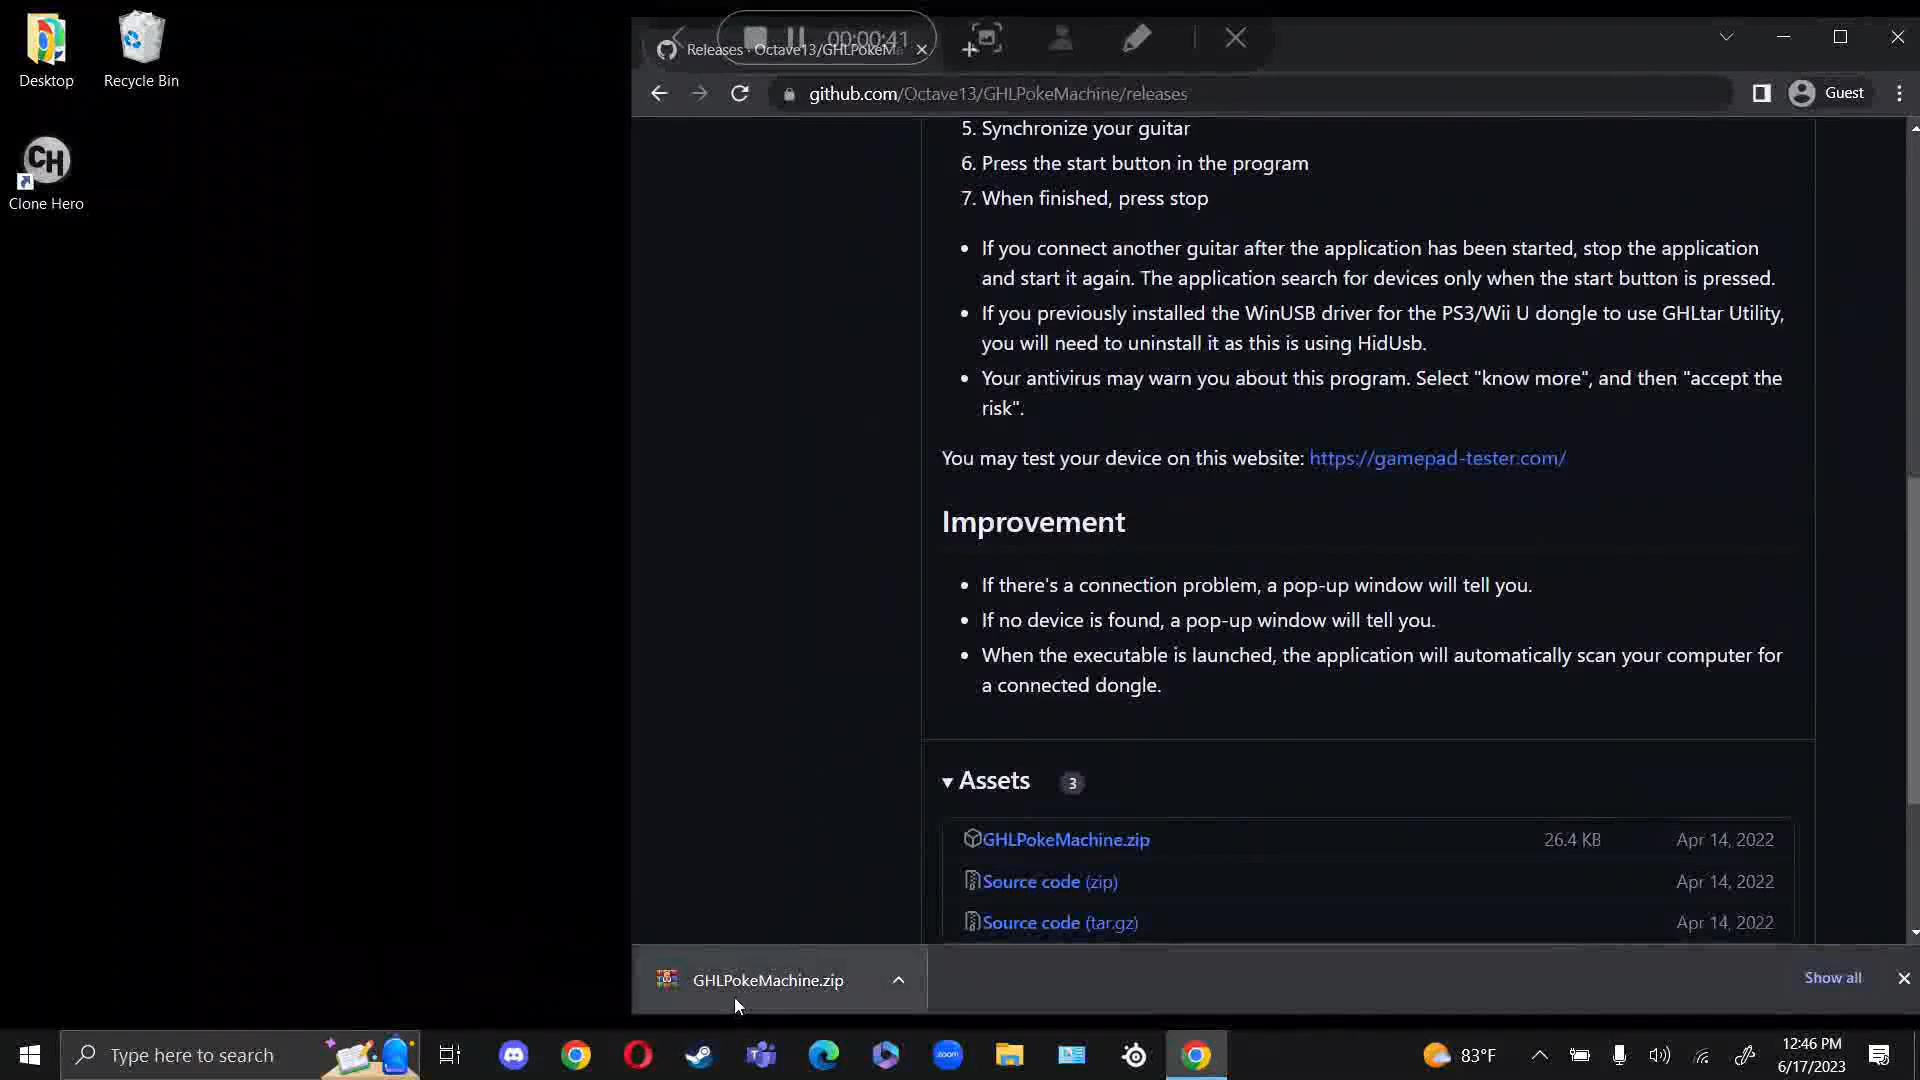 Desktop
Recycle Bin
CH
Clone Hero
00:00:41
Releases · Octave13/GHLPokeMa
github.com/Octave13/GHLPokeMachine/releases
Guest
5. Synchronize your guitar
6. Press the start button in the program
7. When finished, press stop
If you connect another guitar after the application has been started, stop the application
and start it again. The application search for devices only when the start button is pressed.
If you previously installed the WinUSB driver for the PS3/Wii U dongle to use GHLtar Utility,
you will need to uninstall it as this is using HidUsb.
Your antivirus may warn you about this program. Select "know more", and then "accept the
risk".
You may test your device on this website: https://gamepad-tester.com/
Improvement
If there's a connection problem, a pop-up window will tell you.
If no device is found, a pop-up window will tell you.
When the executable is launched, the application will automatically scan your computer for
a connected dongle.
Assets 3
GHLPokeMachine.zip 26.4 KB Apr 14, 2022
Source code (zip) Apr 14, 2022
Source code (tar.gz) Apr 14, 2022
GHLPokeMachine.zip
Show all
Type here to search
zoom
83°F
12:46 PM
6/17/2023